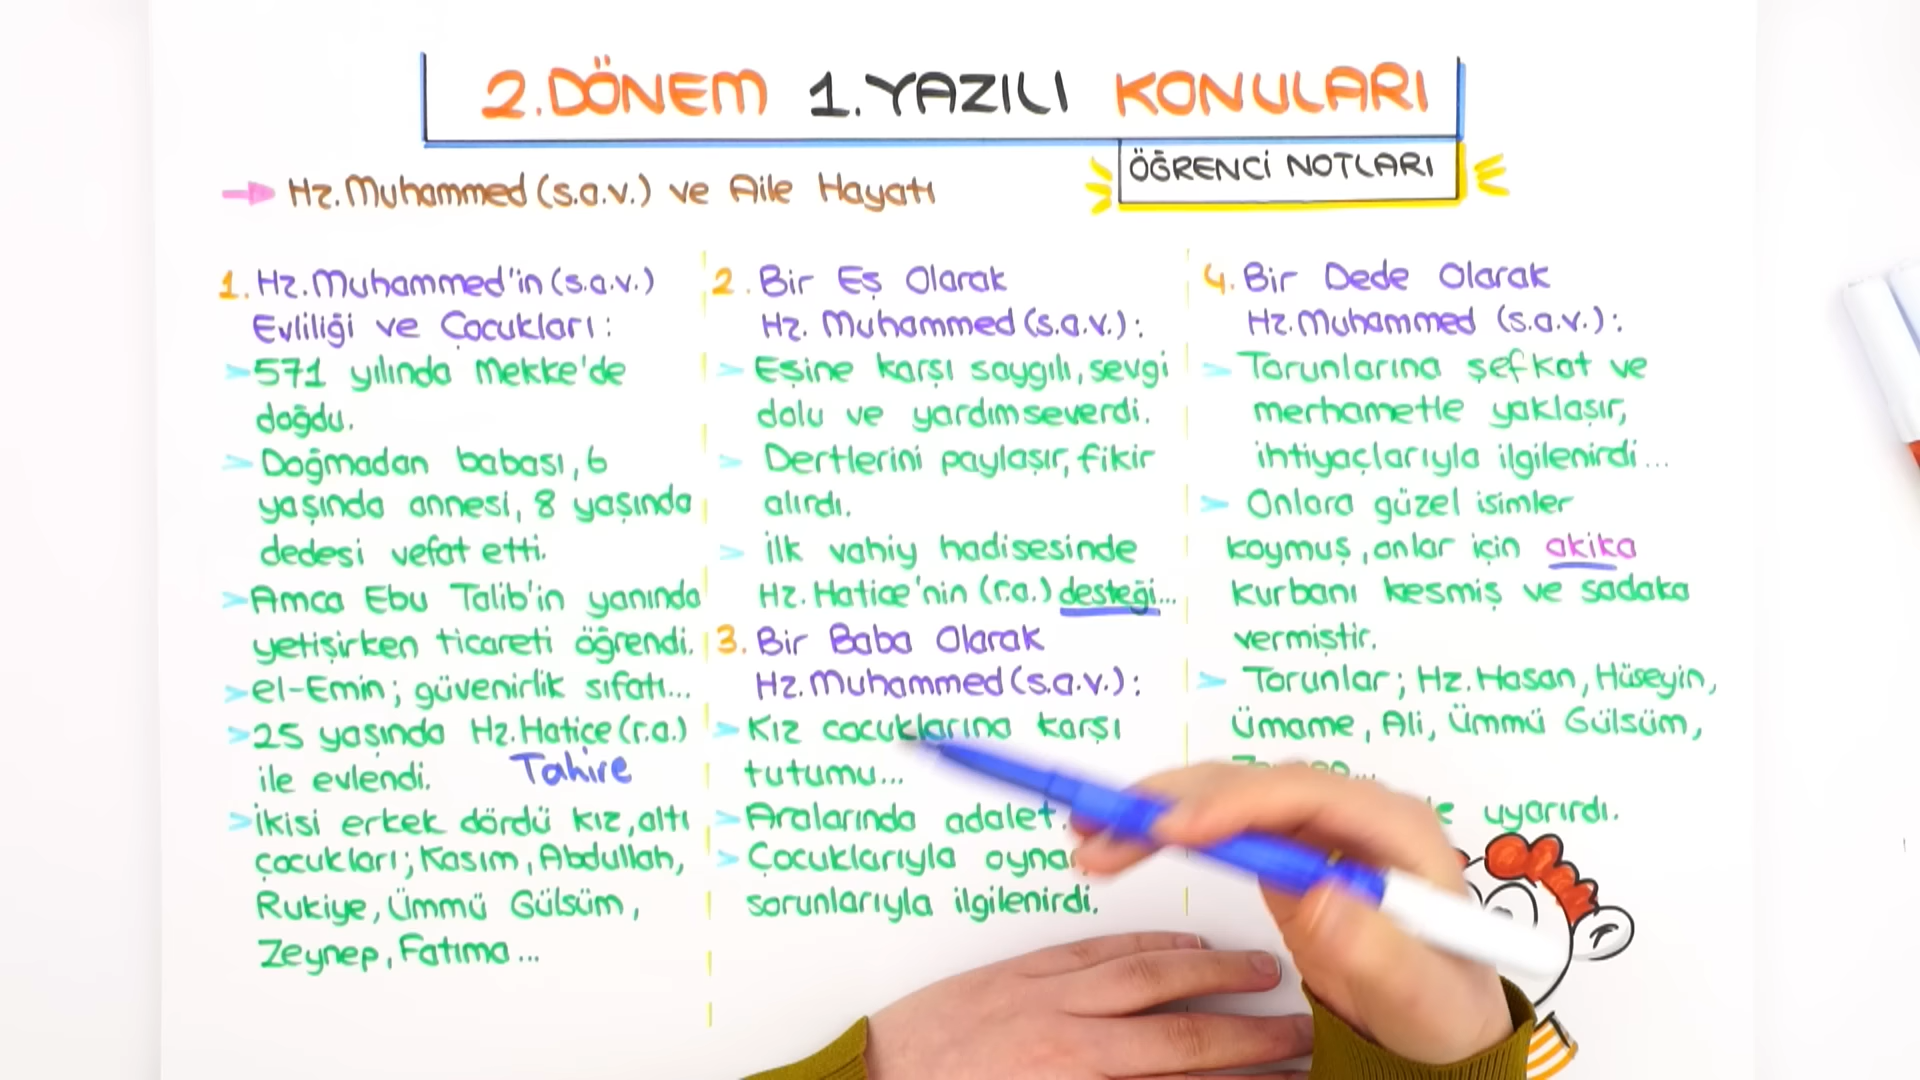 2.DÖNEM 1.YAZILI KONULARI
ÖĞRENCİ NOTLARI
Hz.Muhammed (s.a.v.) ve Aile Hayatı
1. Hz.Muhammed'in (s.a.v.)
Evliliği ve Çocukları:
571 yılında Mekke'de
doğdu.
Doğmadan babası, 6
yaşında annesi, 8 yaşında
dedesi vefat etti.
Amca Ebu Talib'in yanında
yetişirken ticareti öğrendi.
el-Emin; güvenirlik sıfatı...
25 yaşında Hz.Hatice (r.a.)
ile evlendi. Tahire
İkisi erkek dördü kız, altı
çocukları; Kasım, Abdullah,
Rukiye, Ümmü Gülsüm,
Zeynep, Fatıma...
2. Bir Eş Olarak
Hz. Muhammed (s.a.v.):
Eşine karşı saygılı, sevgi
dolu ve yardımseverdi.
Dertlerini paylaşır, fikir
alırdı.
İlk vahiy hadisesinde
Hz.Hatice'nin (r.a.) desteği...
3. Bir Baba Olarak
Hz.Muhammed (s.a.v.):
Kız çocuklarına karşı
tutumu...
Aralarında adalet
Çocuklarıyla
sorunlarıyla ilgilenirdi.
4. Bir Dede Olarak
Hz.Muhammed (s.a.v.):
Torunlarına şefkat ve
merhametle yaklaşır,
ihtiyaçlarıyla ilgilenirdi...
Onlara güzel isimler
koymuş, onlar için akika
kurbanı kesmiş ve sadaka
vermiştir.
Torunlar; Hz.Hasan, Hüseyin,
Ümame, Ali, Ümmü Gülsüm,
uyarırdı.